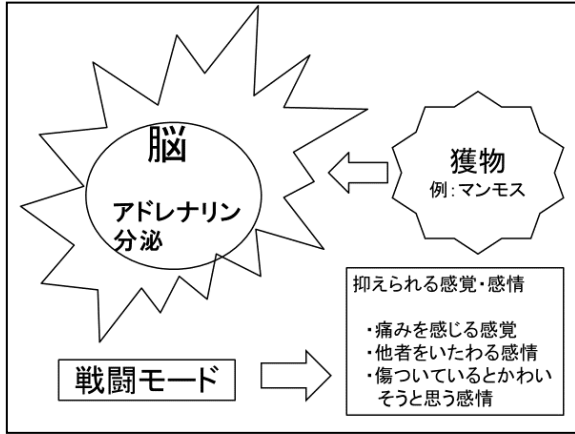 脳
アドレナリン
分泌
獲物
例：マンモス
戦闘モード
抑えられる感覚・感情
・痛みを感じる感覚
・他者をいたわる感情
・傷ついているとかわい
そうと思う感情